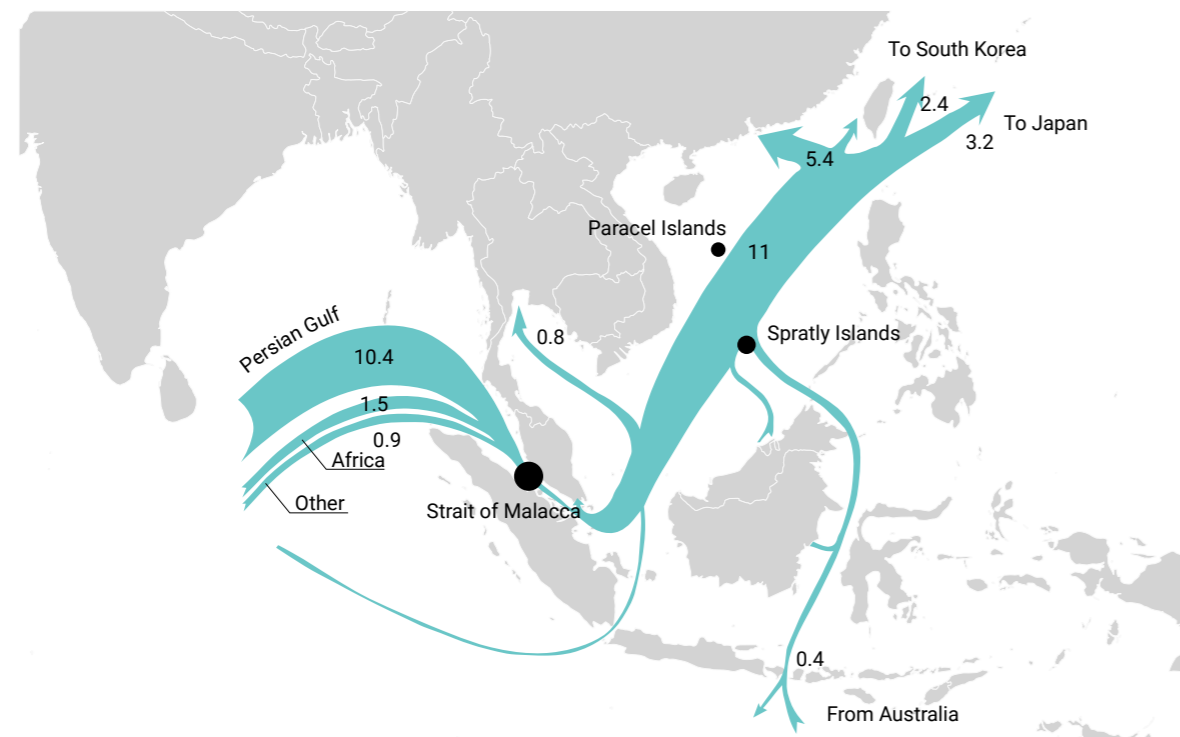 To South Korea
2.4
To Japan
3.2
5.4
Paracel Islands
11
Persian Gulf
0.8
Spratly Islands
10.4
1.5
0.9
Africa
Other
Strait of Malacca
0.4
From Australia